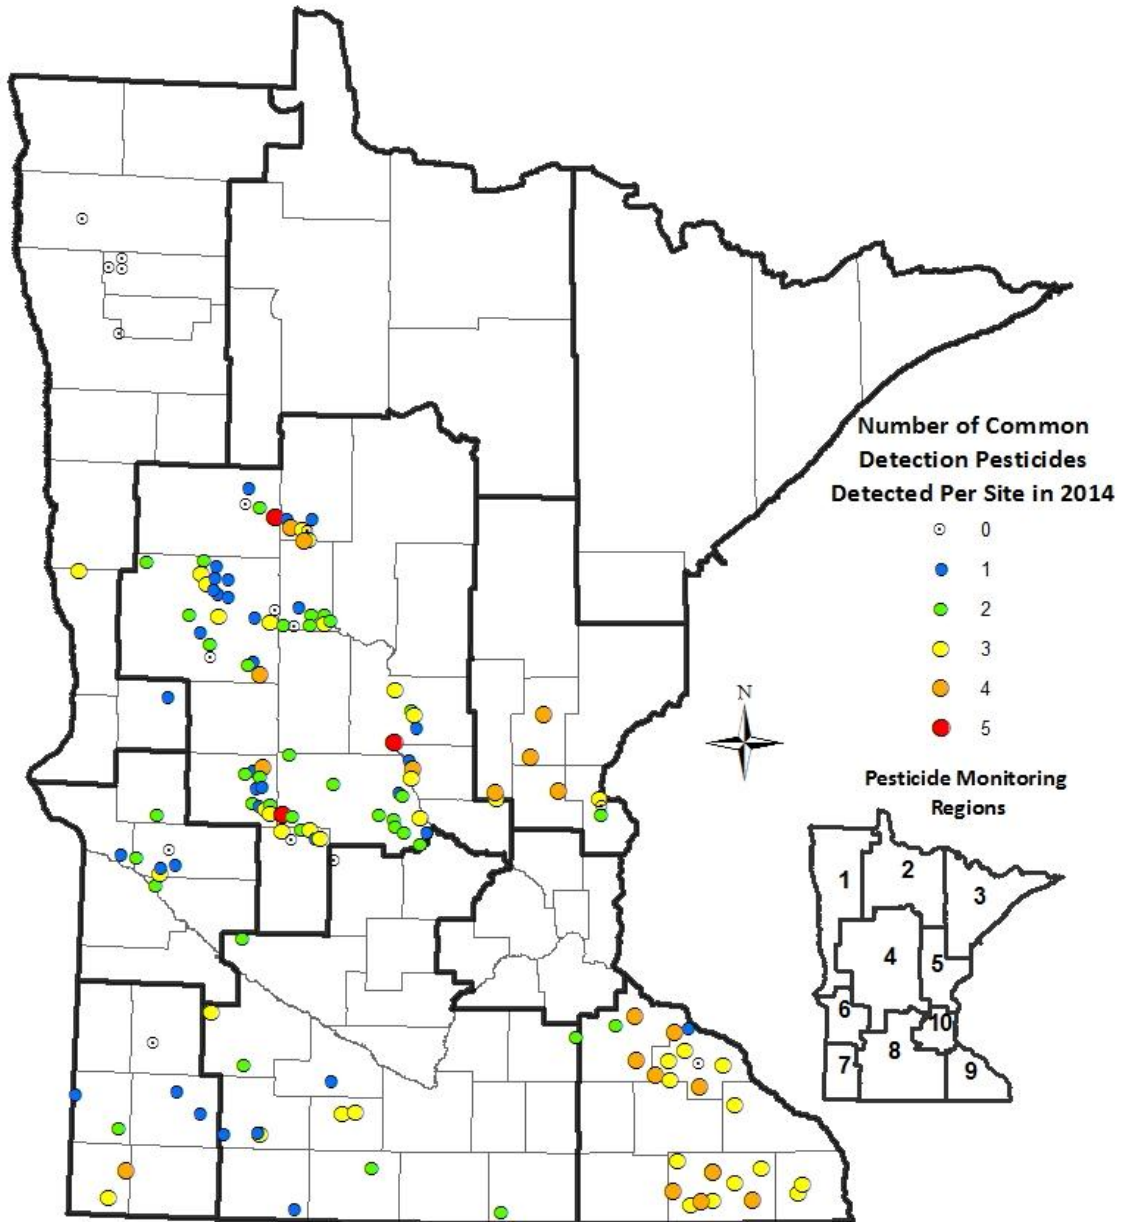 Number of Common
Detection Pesticides
Detected Per Site in 2014
0
1
2
3
4
5
N
Pesticide Monitoring
Regions
1
2
3
4
5
6
7
8
9
10